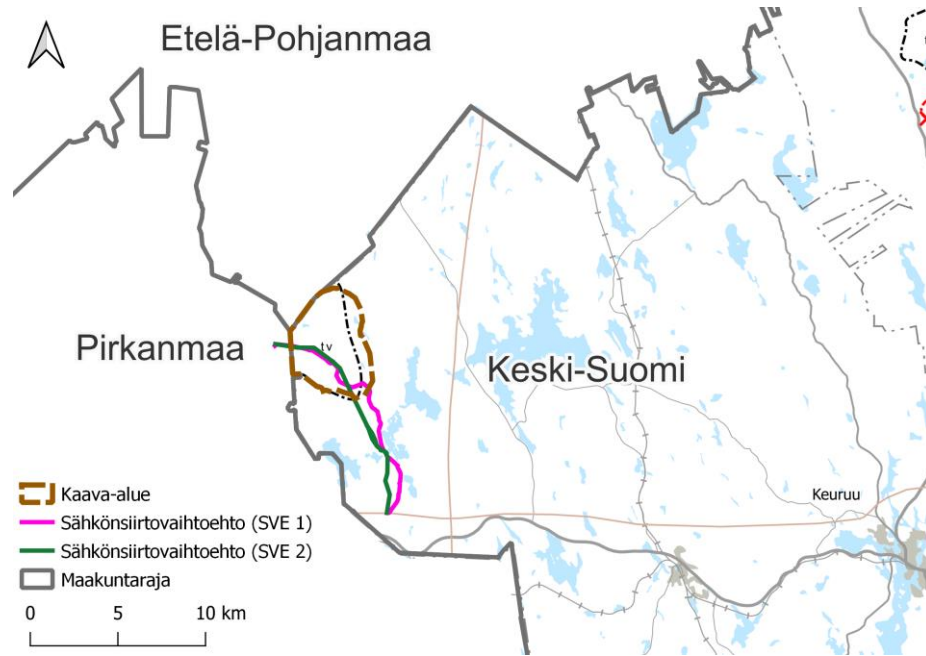 Etelä-Pohjanmaa
Pirkanmaa
tv
Keski-Suomi
Keuruu
Kaava-alue
Sähkönsiirtovaihtoehto (SVE 1)
Sähkönsiirtovaihtoehto (SVE 2)
Maakuntaraja
0 5 10 km